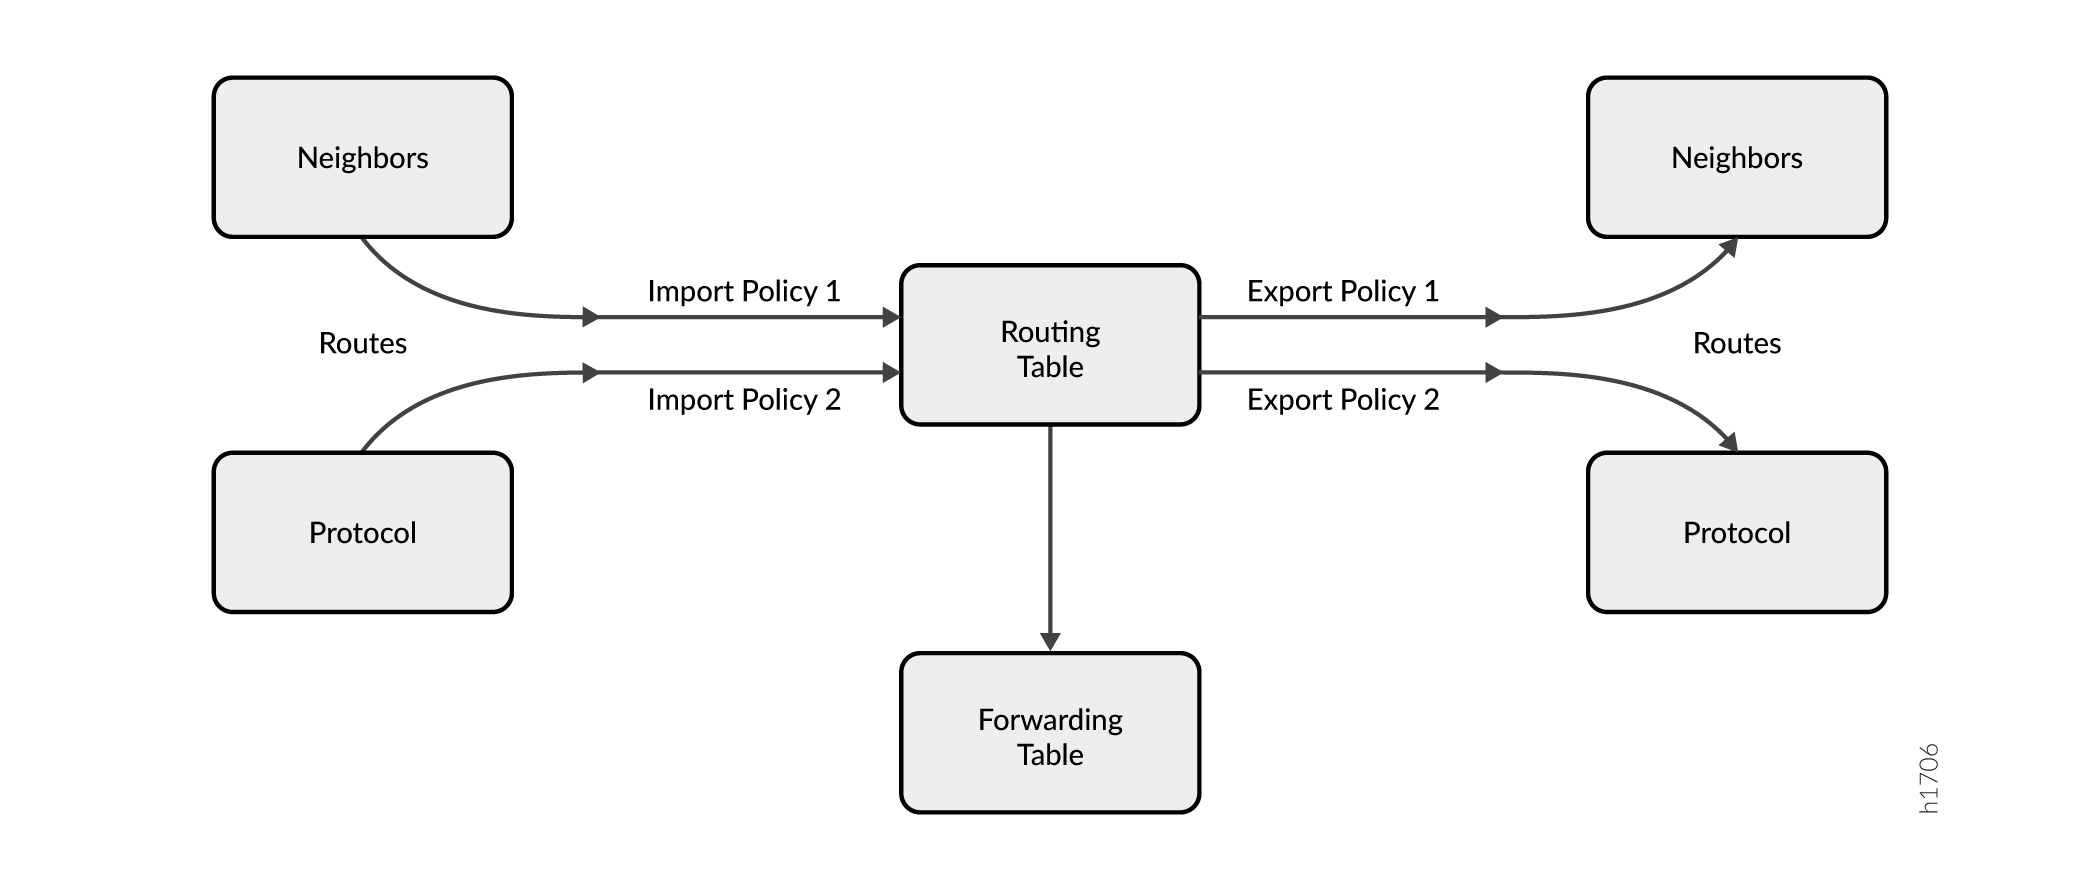 Neighbors
Neighbors
Import Policy 1
Export Policy 1
Routes
Routing
Table
Routes
Import Policy 2
Export Policy 2
Protocol
Protocol
Forwarding
Table
h1706